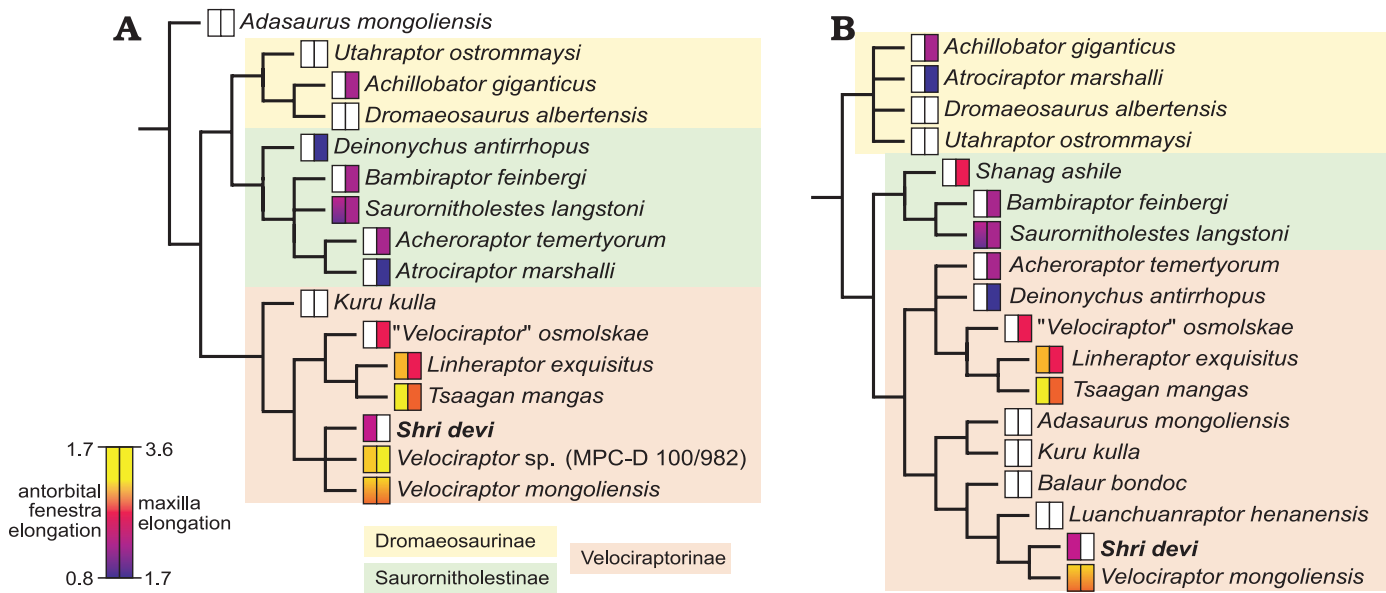 A
Adasaurus mongoliensis
Utahraptor ostrommaysi
Achillobator giganticus
Dromaeosaurus albertensis
Deinonychus antirrhopus
Bambiraptor feinbergi
Saurornitholestes langstoni
Acheroraptor temertyorum
Atrociraptor marshalli
Kuru kulla
"Velociraptor" osmolskae
Linheraptor exquisitus
Tsaagan mangas
Shri devi
Velociraptor sp. (MPC-D 100/982)
Velociraptor mongoliensis
1.7 3.6
antorbital
fenestra
elongation
maxilla
elongation
0.8 1.7
Dromaeosaurinae
Saurornitholestinae
Velociraptorinae
B
Achillobator giganticus
Atrociraptor marshalli
Dromaeosaurus albertensis
Utahraptor ostrommaysi
Shanag ashile
Bambiraptor feinbergi
Saurornitholestes langstoni
Acheroraptor temertyorum
Deinonychus antirrhopus
"Velociraptor" osmolskae
Linheraptor exquisitus
Tsaagan mangas
Adasaurus mongoliensis
Kuru kulla
Balaur bondoc
Luanchuanraptor henanensis
Shri devi
Velociraptor mongoliensis